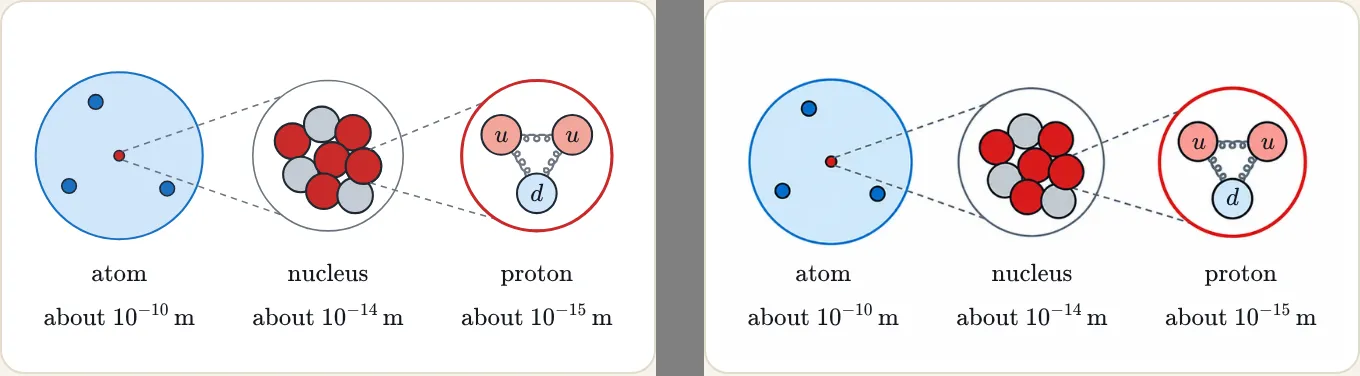 u u u u
d d
atom nucleus proton atom nucleus proton
about 10⁻¹⁰ m about 10⁻¹⁴ m about 10⁻¹⁵ m about 10⁻¹⁰ m about 10⁻¹⁴ m about 10⁻¹⁵ m